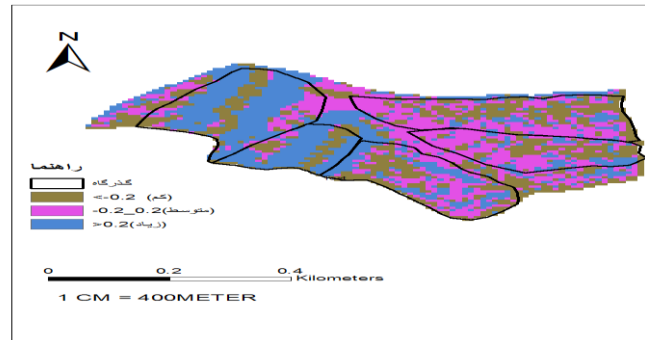 N
راهنما
گذرگاه
<-0.2 (کم)
-0.2_0.2(متوسط)
>0.2(زیاد)
0 0.2 0.4
Kilometers
1 CM = 400METER